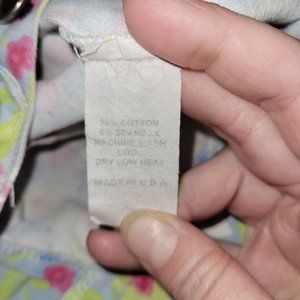 96% COTTON
4% SPANDEX
MACHINE WASH
COLD
DRY LOW HEAT
MADE IN U S A